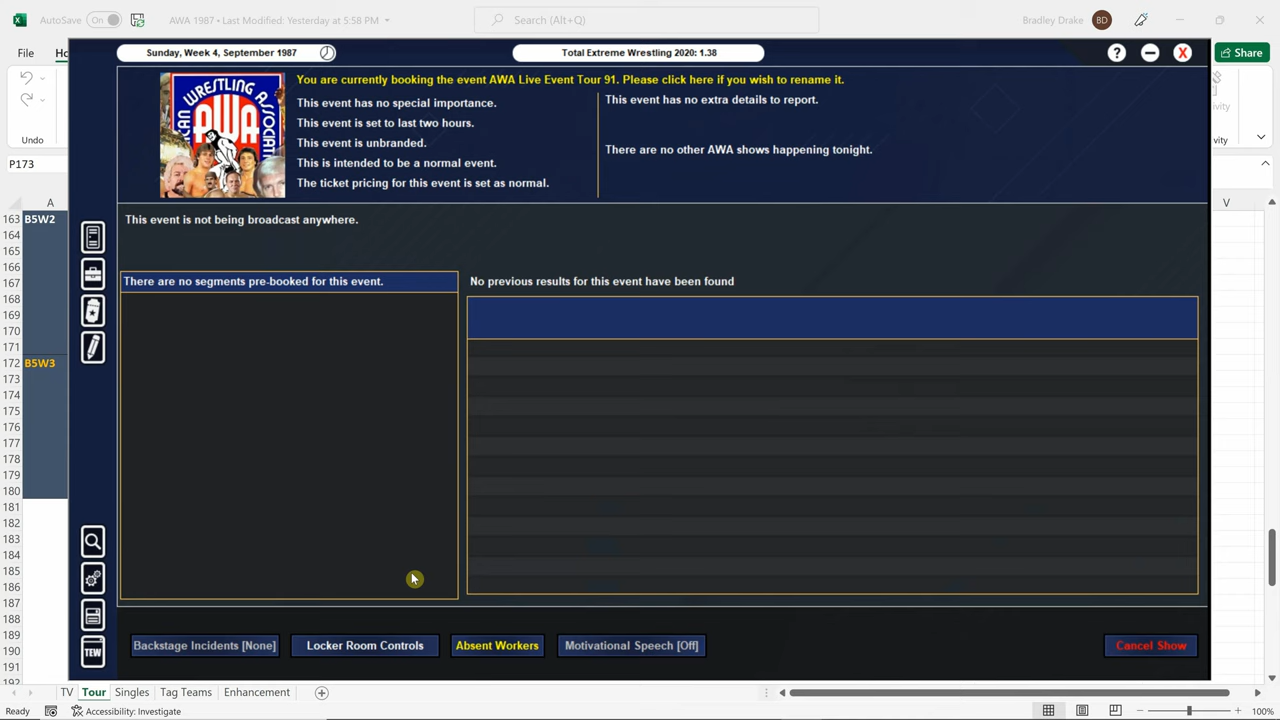 AutoSave Off AWA 1987 • Last Modified: Yesterday at 5:58 PM Search (Alt+Q) Bradley Drake BD
File Ho Share
Sunday, Week 4, September 1987 Total Extreme Wrestling 2020: 1.38 ? X
Undo
P173
You are currently booking the event AWA Live Event Tour 91. Please click here if you wish to rename it.
This event has no special importance.
This event is set to last two hours.
This event is unbranded.
This is intended to be a normal event.
The ticket pricing for this event is set as normal.
This event has no extra details to report.
There are no other AWA shows happening tonight.
CAN WRESTLING ASSOCIAT
AWA
ivity
vity
A V
This event is not being broadcast anywhere.
There are no segments pre-booked for this event.
No previous results for this event have been found
163 B5W2
164
165
166
167
168
169
170
171
172 B5W3
173
174
175
176
177
178
179
180
181
182
183
184
185
186
187
188
189
190
191
192
TEW
Backstage Incidents [None] Locker Room Controls Absent Workers Motivational Speech [Off] Cancel Show
TV Tour Singles Tag Teams Enhancement
Ready Accessibility: Investigate 100%